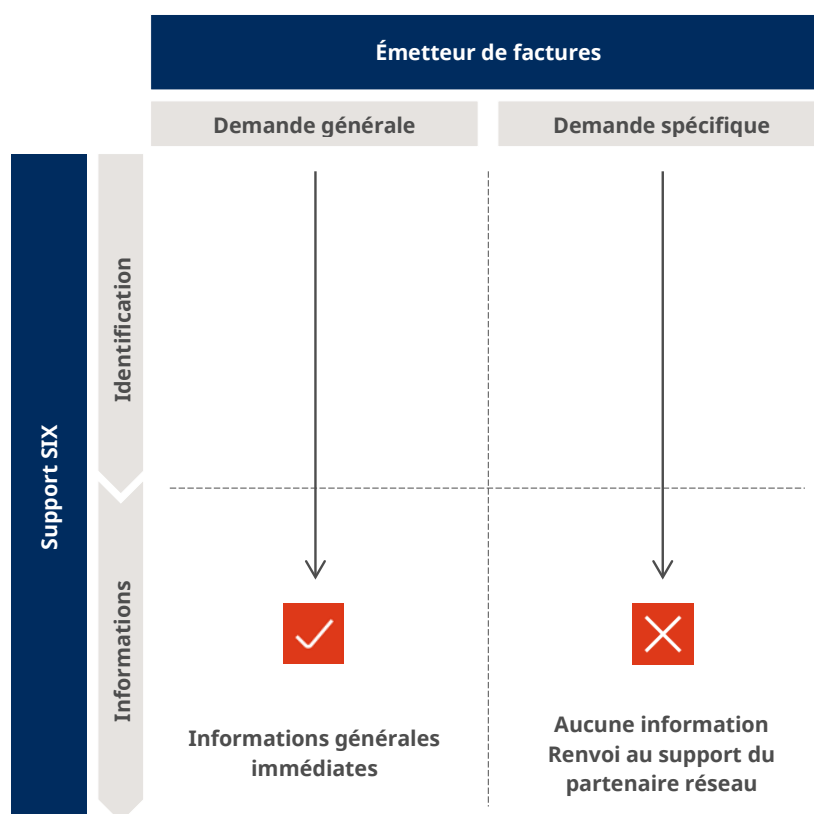 Émetteur de factures
Demande générale
Demande spécifique
Support SIX
Identification
Informations
Informations générales
immédiates
Aucune information
Renvoi au support du
partenaire réseau